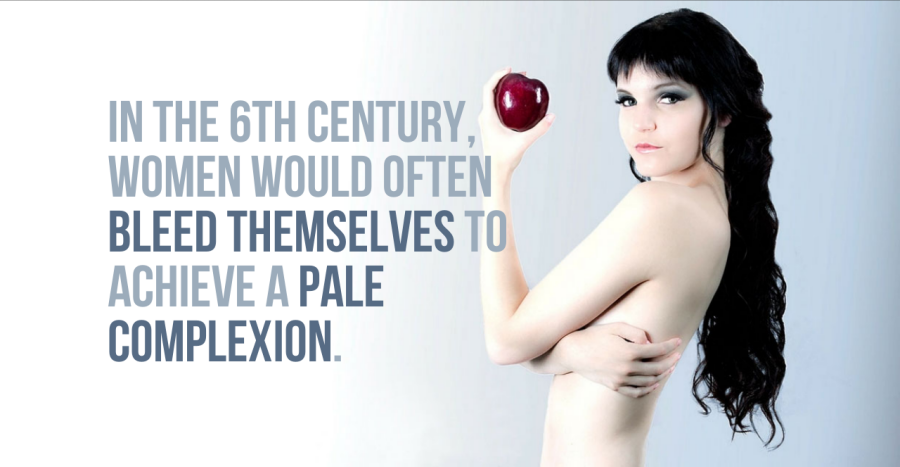 IN THE 6TH CENTURY,
WOMEN WOULD OFTEN
BLEED THEMSELVES TO
ACHIEVE A PALE
COMPLEXION.